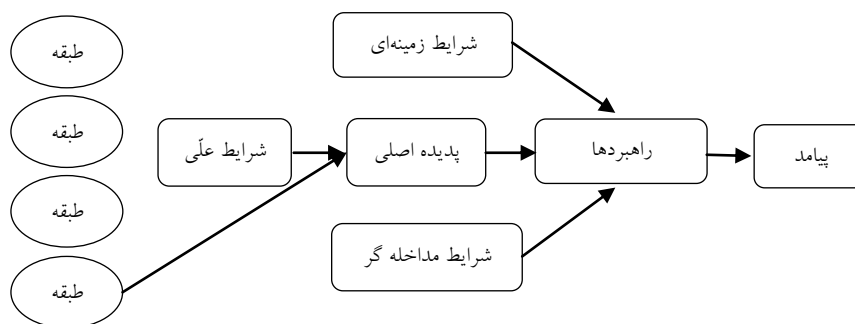 طبقه
طبقه
طبقه
طبقه
شرایط علّی
شرایط زمینه‌ای
پدیده اصلی
شرایط مداخله گر
راهبردها
پیامد